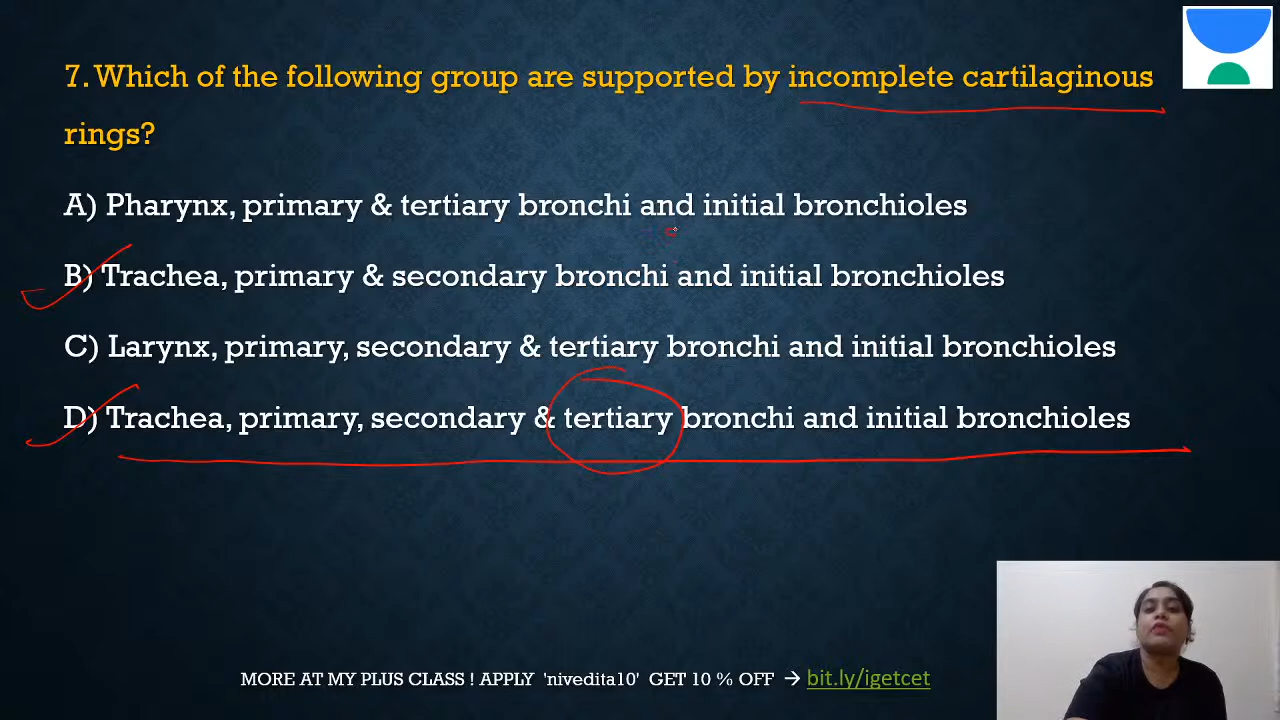 7. Which of the following group are supported by incomplete cartilaginous
rings?
A) Pharynx, primary & tertiary bronchi and initial bronchioles
B) Trachea, primary & secondary bronchi and initial bronchioles
C) Larynx, primary, secondary & tertiary bronchi and initial bronchioles
D) Trachea, primary, secondary & tertiary bronchi and initial bronchioles
MORE AT MY PLUS CLASS ! APPLY 'nivedita10' GET 10 % OFF → bit.ly/igetcet